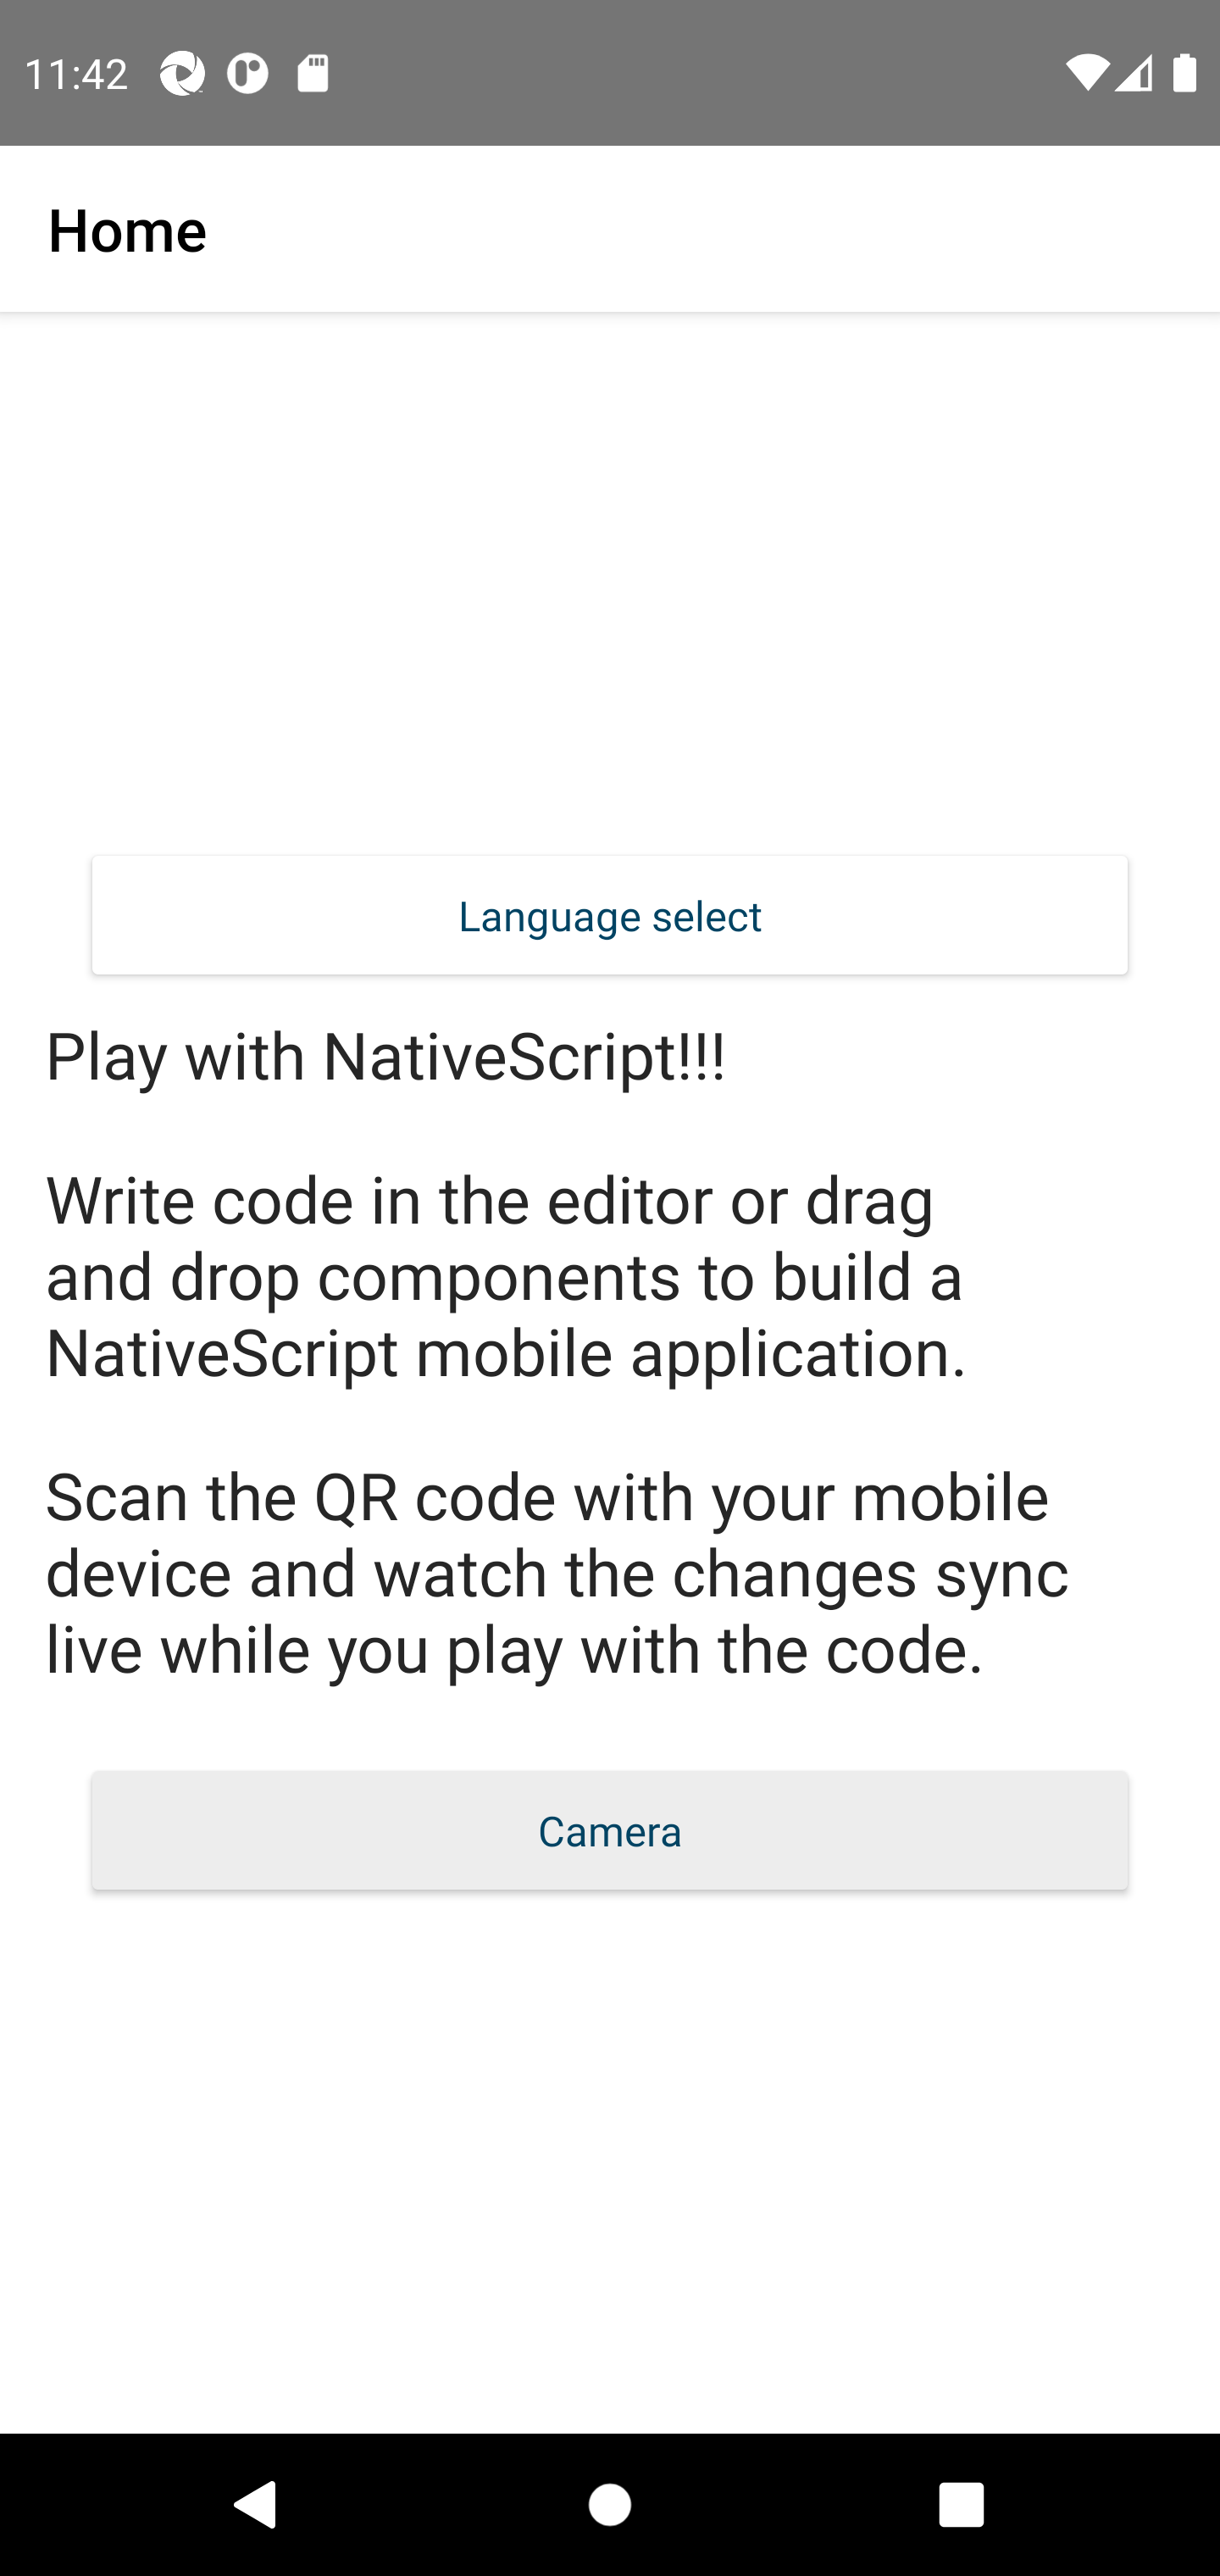 11:42
Home
Language select
Play with NativeScript!!!
Write code in the editor or drag
and drop components to build a
NativeScript mobile application.
Scan the QR code with your mobile
device and watch the changes sync
live while you play with the code.
Camera